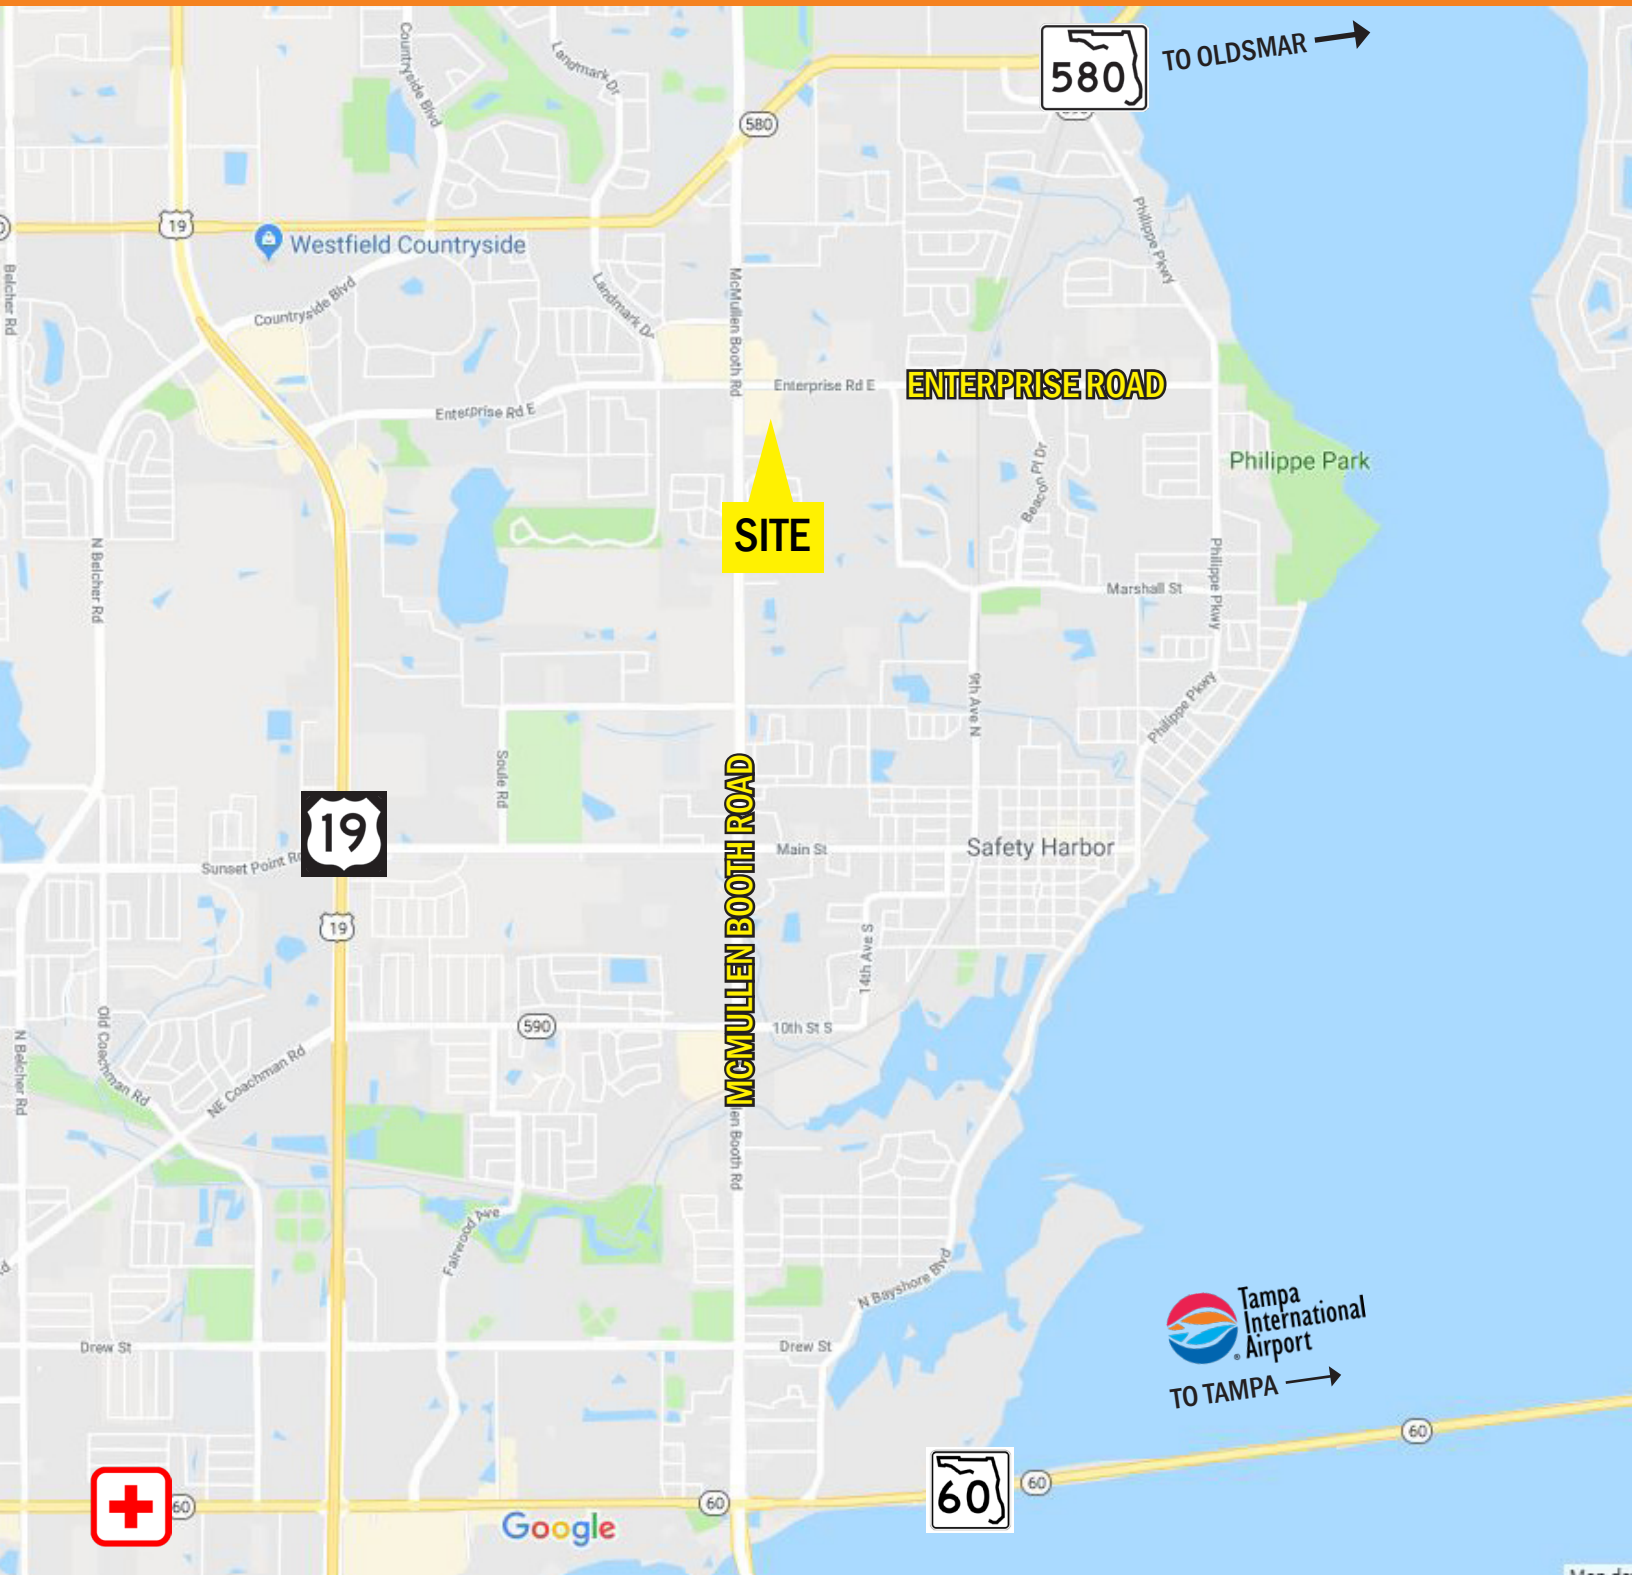 Countryside Blvd
Landmark Dr
580
TO OLDSMAR
580
19
Westfield Countryside
Philippe Pkwy
Belcher Rd
Countryside Blvd
Landmark Dr
McMullen Booth Rd
Enterprise Rd E
ENTERPRISE ROAD
Enterprise Rd E
Philippe Park
Beacon Pl Dr
SITE
N Belcher Rd
Philippe Pkwy
Marshall St
9th Ave N
Philippe Pkwy
Soule Rd
MCMULLEN BOOTH ROAD
19
Sunset Point R
Main St
Safety Harbor
19
14th Ave S
590
10th St S
N Belcher Rd
Old Coachman Rd
NE Coachman Rd
len Booth Rd
Fairwood Ave
N Bayshore Blvd
Tampa
International
Airport
®
Drew St
Drew St
TO TAMPA
60
60
60
60
60
Google